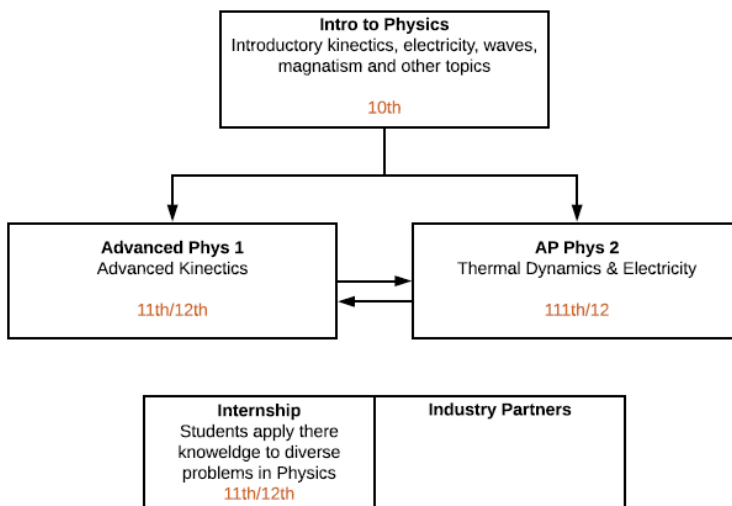 Intro to Physics
Introductory kinetics, electricity, waves,
magnatism and other topics
10th
Advanced Phys 1
Advanced Kinectics
11th/12th
AP Phys 2
Thermal Dynamics & Electricity
111th/12
Internship
Students apply there
knoweldge to diverse
problems in Physics
11th/12th
Industry Partners